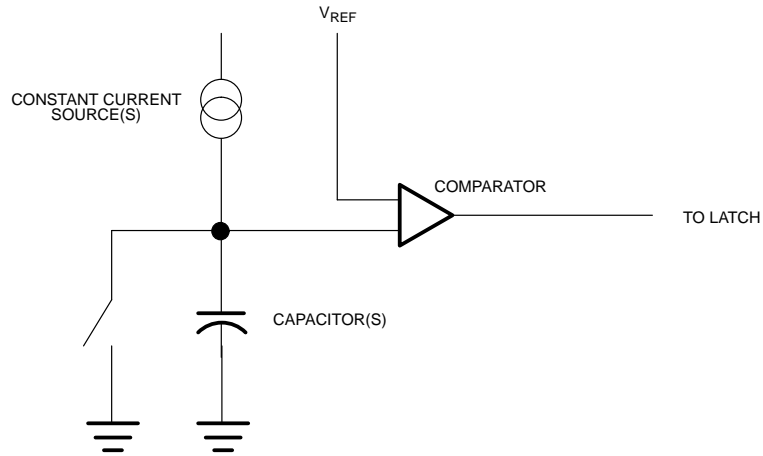 VREF
CONSTANT CURRENT
SOURCE(S)
COMPARATOR
TO LATCH
CAPACITOR(S)